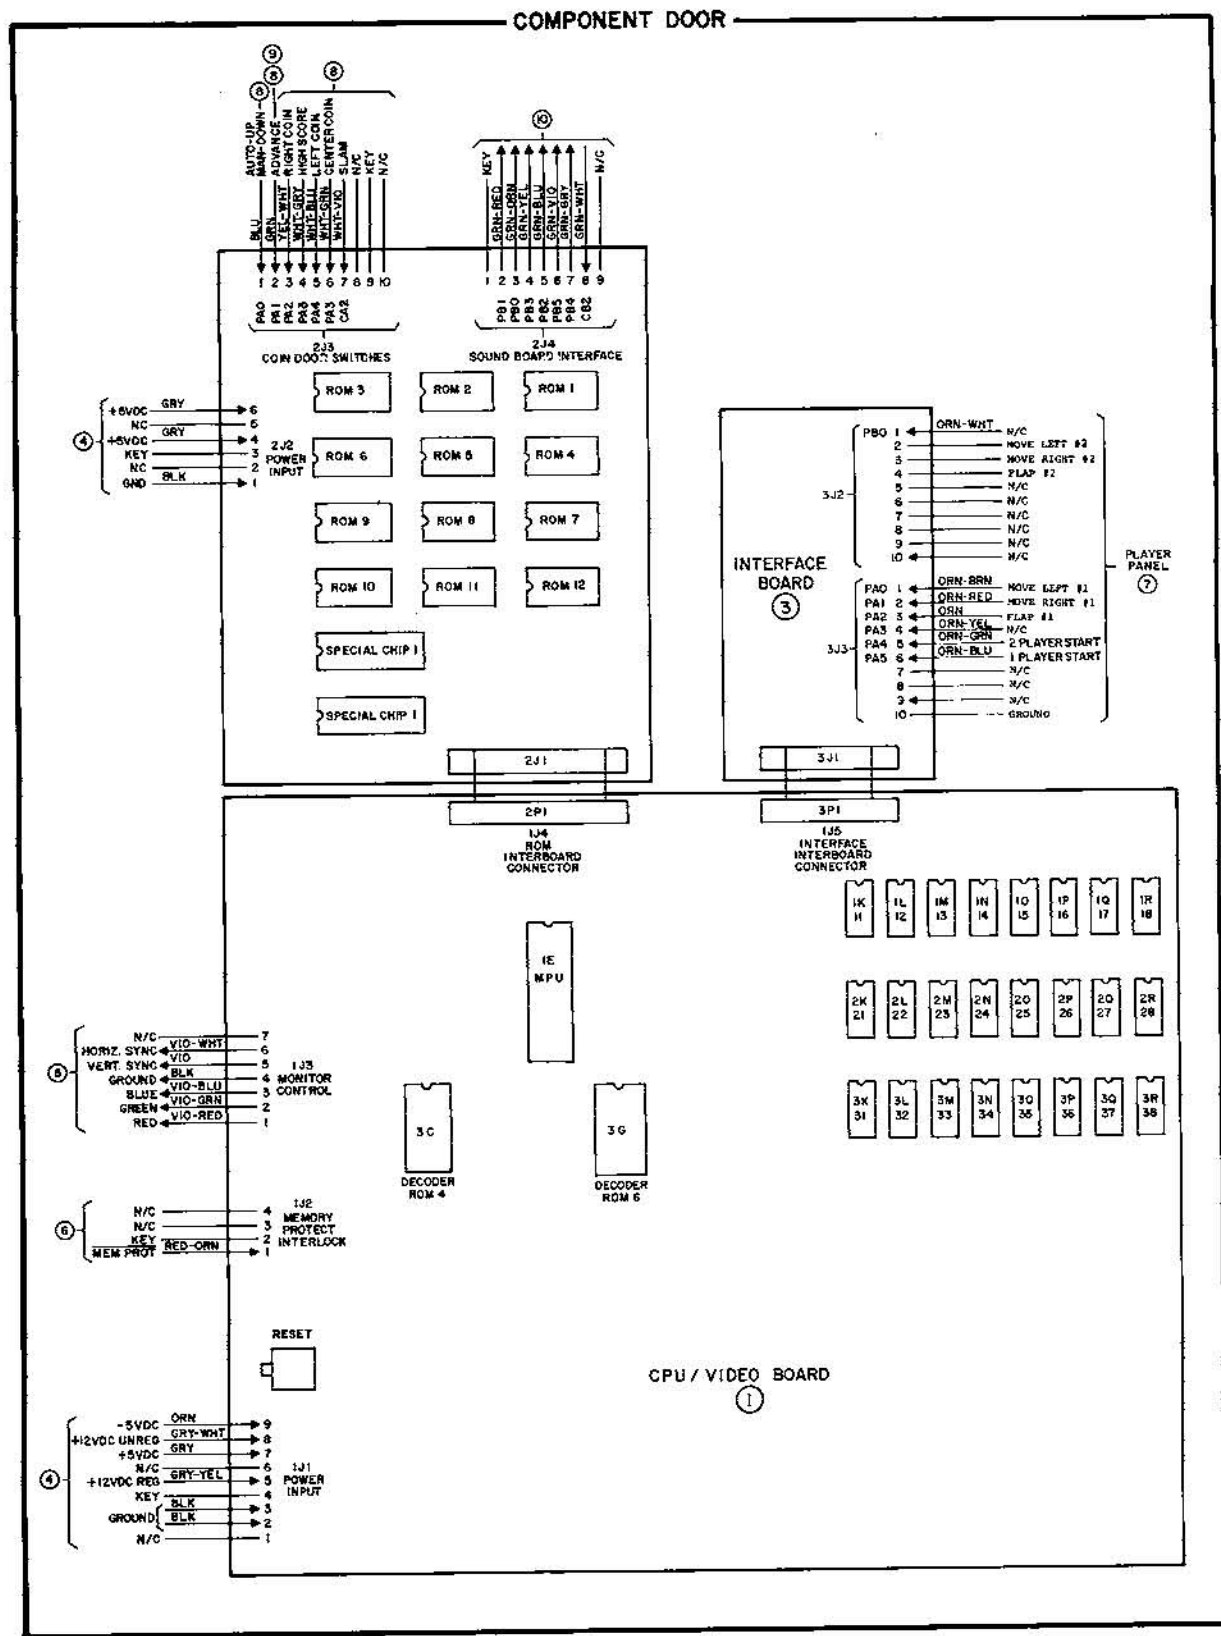 COMPONENT DOOR
9
8
8
8
AUTO-UP
MAN-DOWN
ADVANCE
RIGHT COIN
HIGH SCORE
LEFT COIN
CENTER COIN
SLAM
N/C
KEY
N/C
BLU
GRN
YEL-WHT
WHT-GRY
WHT-BLU
WHT-GRN
WHT-VIO
1 2 3 4 5 6 7 8 9 10
PA0
PA1
PA2
PA5
PA4
PA3
CA2
2J3
COIN DOOR SWITCHES
10
KEY
GRN-RED
GRN-ORN
GRN-YEL
GRN-BLU
GRN-VIO
GRN-GRY
GRN-WHT
N/C
1 2 3 4 5 6 7 8 9
PB1
PB0
PB3
PB2
PB5
PB4
CB2
2J4
SOUND BOARD INTERFACE
4
+5VDC GRY 6
NC 5
+5VDC GRY 4
KEY 3
NC 2
GND BLK 1
2J2
POWER
INPUT
ROM 3
ROM 2
ROM 1
ROM 6
ROM 5
ROM 4
ROM 9
ROM 8
ROM 7
ROM 10
ROM 11
ROM 12
SPECIAL CHIP 1
SPECIAL CHIP 1
2J1
2P1
1J4
ROM
INTERBOARD
CONNECTOR
INTERFACE
BOARD
3
3J2
PB0 1 ORN-WHT N/C
2 MOVE LEFT #2
3 MOVE RIGHT #2
4 FLAP #2
5 N/C
6 N/C
7 N/C
8 N/C
9 N/C
10 N/C
3J3
PA0 1 ORN-BRN MOVE LEFT #1
PA1 2 ORN-RED MOVE RIGHT #1
PA2 3 ORN FLAP #1
PA3 4 ORN-YEL N/C
PA4 5 ORN-GRN 2 PLAYER START
PA5 6 ORN-BLU 1 PLAYER START
7 N/C
8 N/C
9 N/C
10 GROUND
PLAYER
PANEL
7
3J1
3P1
1J5
INTERFACE
INTERBOARD
CONNECTOR
1K 11
1L 12
1M 13
1N 14
1O 15
1P 16
1Q 17
1R 18
2K 21
2L 22
2M 23
2N 24
2O 25
2P 26
2Q 27
2R 28
3K 31
3L 32
3M 33
3N 34
3O 35
3P 36
3Q 37
3R 38
1E
MPU
3C
DECODER
ROM 4
3G
DECODER
ROM 6
5
N/C 7
HORIZ. SYNC VIO-WHT 6
VERT. SYNC VIO 5
GROUND BLK 4
BLUE VIO-BLU 3
GREEN VIO-GRN 2
RED VIO-RED 1
1J3
MONITOR
CONTROL
6
N/C 4
N/C 3
KEY 2
MEM PROT RED-ORN 1
1J2
MEMORY
PROTECT
INTERLOCK
RESET
CPU / VIDEO BOARD
1
4
-5VDC ORN 9
+12VDC UNREG GRY-WHT 8
+5VDC GRY 7
N/C 6
+12VDC REG GRY-YEL 5
KEY 4
GROUND BLK 3
BLK 2
N/C 1
1J1
POWER
INPUT